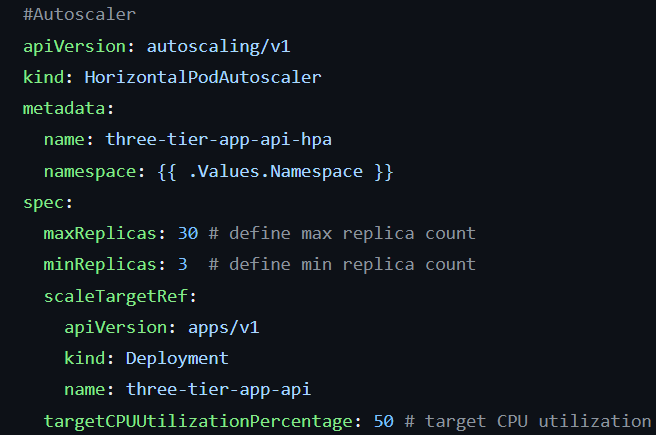 #Autoscaler
apiVersion: autoscaling/v1
kind: HorizontalPodAutoscaler
metadata:
  name: three-tier-app-api-hpa
  namespace: {{ .Values.Namespace }}
spec:
  maxReplicas: 30 # define max replica count
  minReplicas: 3  # define min replica count
  scaleTargetRef:
    apiVersion: apps/v1
    kind: Deployment
    name: three-tier-app-api
  targetCPUUtilizationPercentage: 50 # target CPU utilization